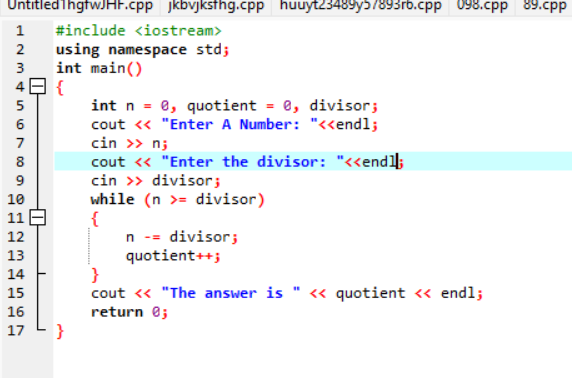 Untitled1hgfwJHF.cpp jkbvjksfhg.cpp huuyt23489y57893r6.cpp 098.cpp 89.cpp
1 #include <iostream>
2 using namespace std;
3 int main()
4 {
5 int n = 0, quotient = 0, divisor;
6 cout << "Enter A Number: "<<endl;
7 cin >> n;
8 cout << "Enter the divisor: "<<endl;
9 cin >> divisor;
10 while (n >= divisor)
11 {
12 n -= divisor;
13 quotient++;
14 }
15 cout << "The answer is " << quotient << endl;
16 return 0;
17 }